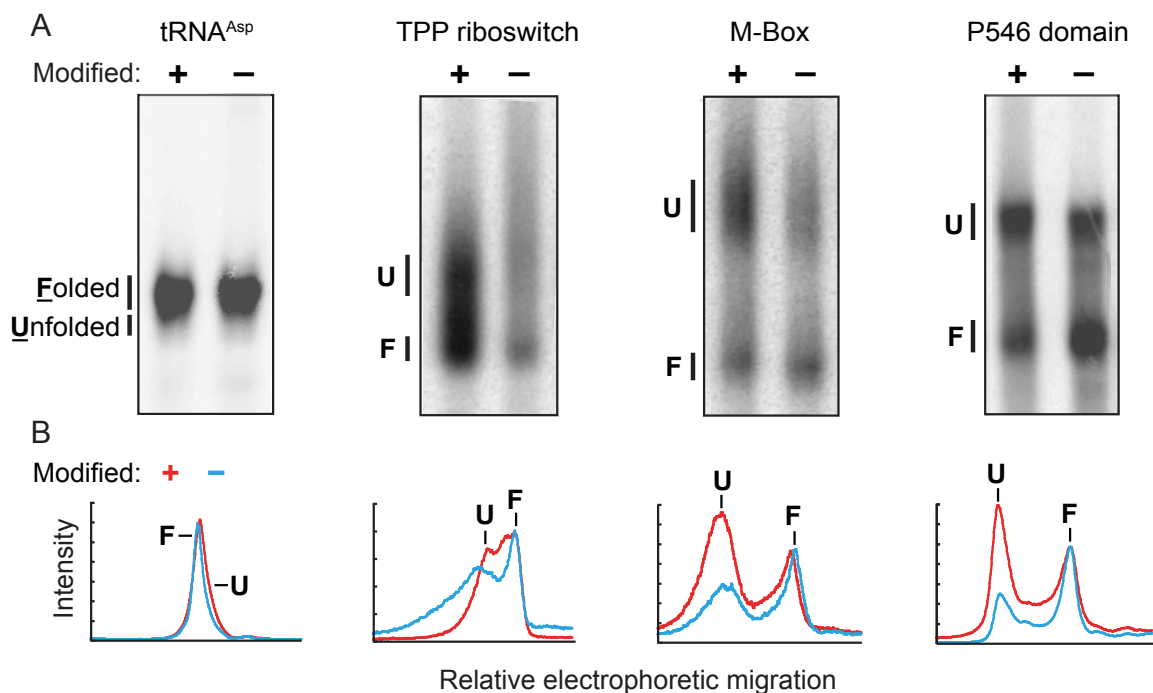 A
tRNAAsp TPP riboswitch M-Box P546 domain
Modified: + − + − + − + −
Folded
Unfolded
U
F
U
F
U
F
B
Modified: + −
Intensity
F
U
U
F
U
F
U
F
Relative electrophoretic migration